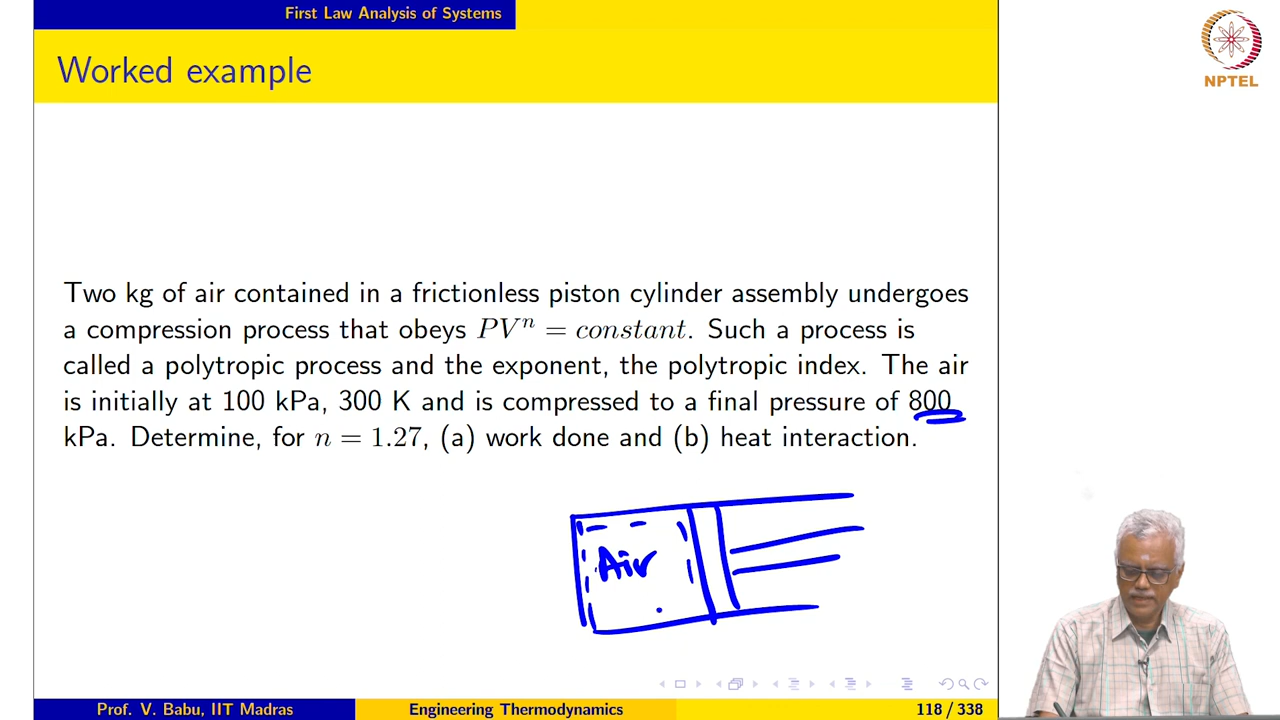 First Law Analysis of Systems
Worked example
NPTEL
Two kg of air contained in a frictionless piston cylinder assembly undergoes
a compression process that obeys PVⁿ = constant. Such a process is
called a polytropic process and the exponent, the polytropic index. The air
is initially at 100 kPa, 300 K and is compressed to a final pressure of 800
kPa. Determine, for n = 1.27, (a) work done and (b) heat interaction.
Air
Prof. V. Babu, IIT Madras
Engineering Thermodynamics
118 / 338